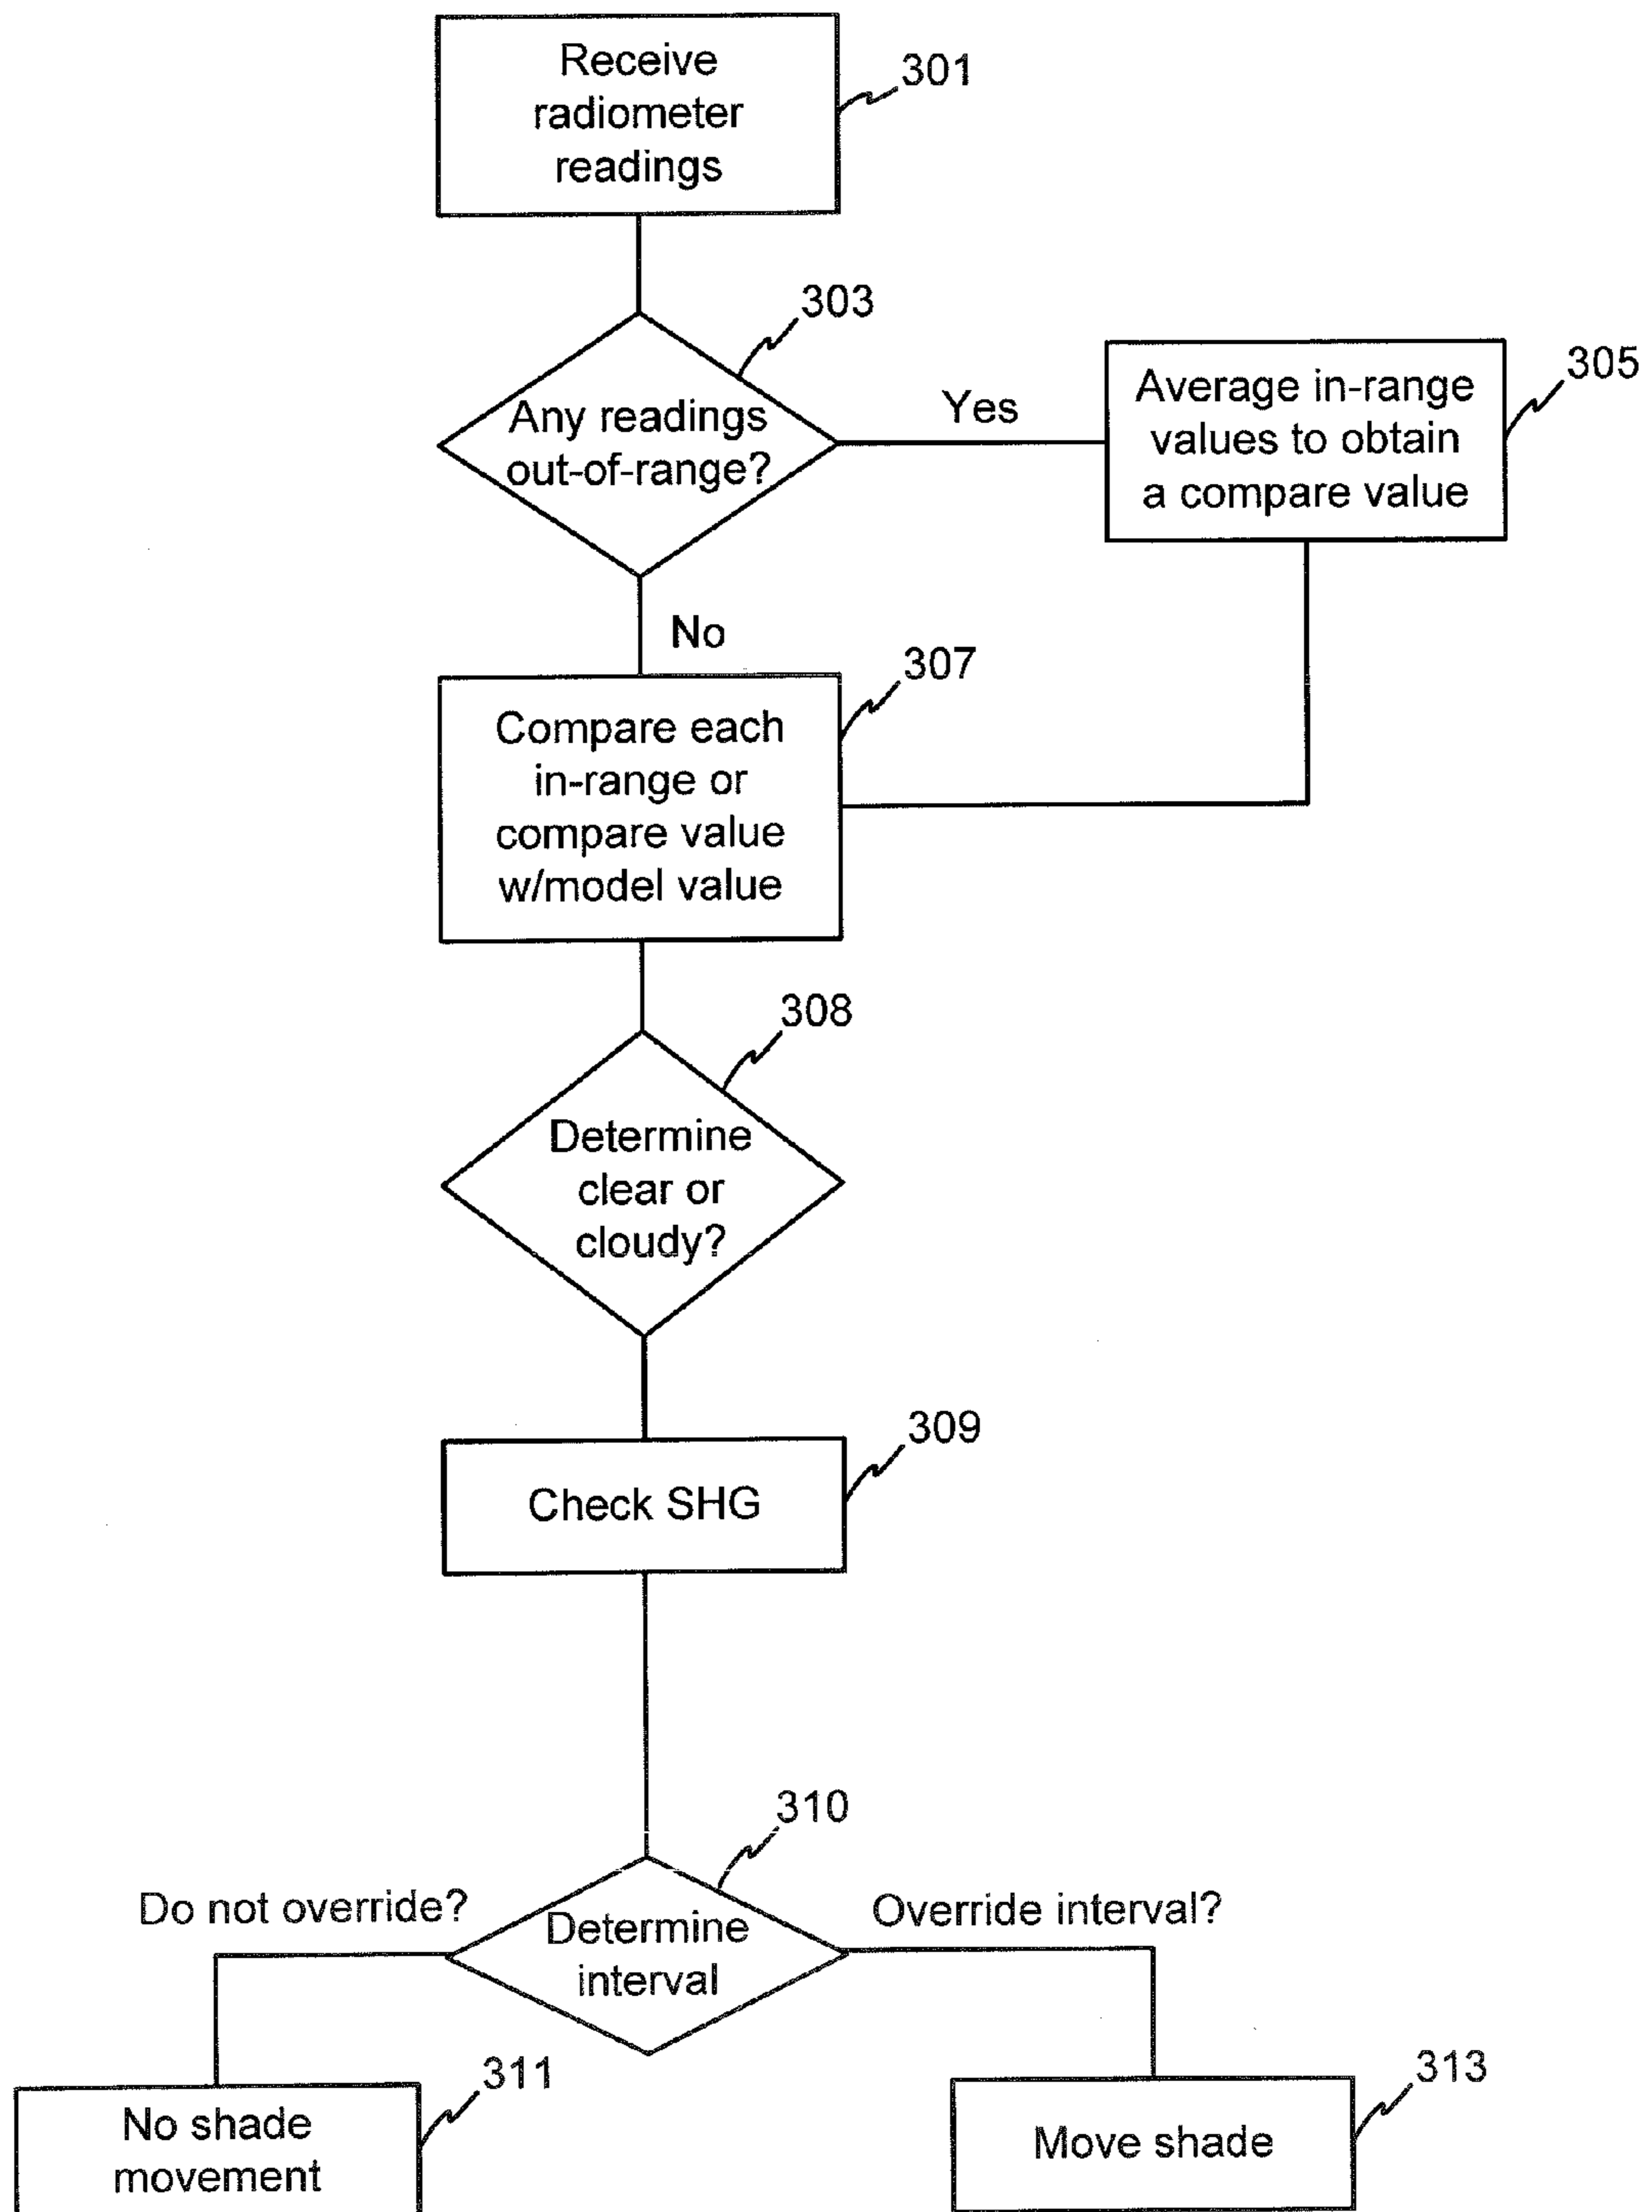 Receive
radiometer
readings
301
303
Any readings
out-of-range?
Yes
Average in-range
values to obtain
a compare value
305
No
307
Compare each
in-range or
compare value
w/model value
308
Determine
clear or
cloudy?
309
Check SHG
310
Do not override?
Determine
interval
Override interval?
311
No shade
movement
313
Move shade